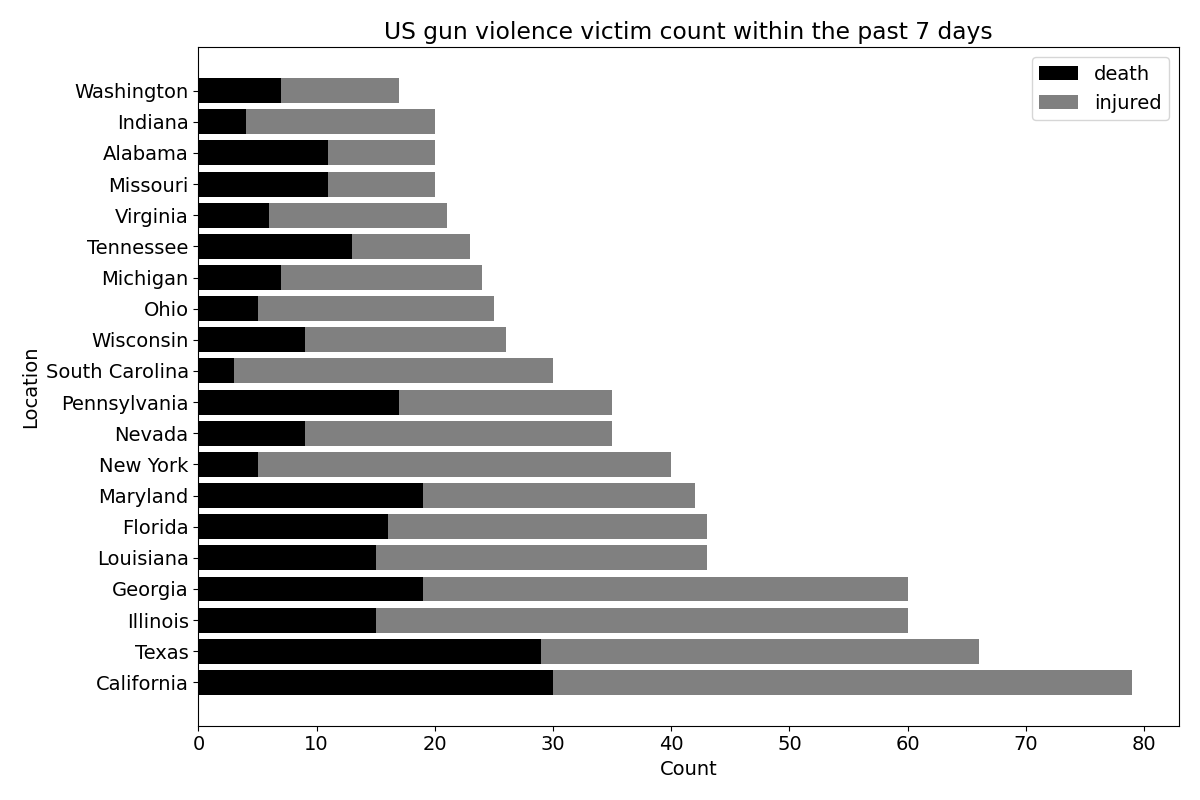 US gun violence victim count within the past 7 days
death
injured
Location
Washington
Indiana
Alabama
Missouri
Virginia
Tennessee
Michigan
Ohio
Wisconsin
South Carolina
Pennsylvania
Nevada
New York
Maryland
Florida
Louisiana
Georgia
Illinois
Texas
California
0 10 20 30 40 50 60 70 80
Count